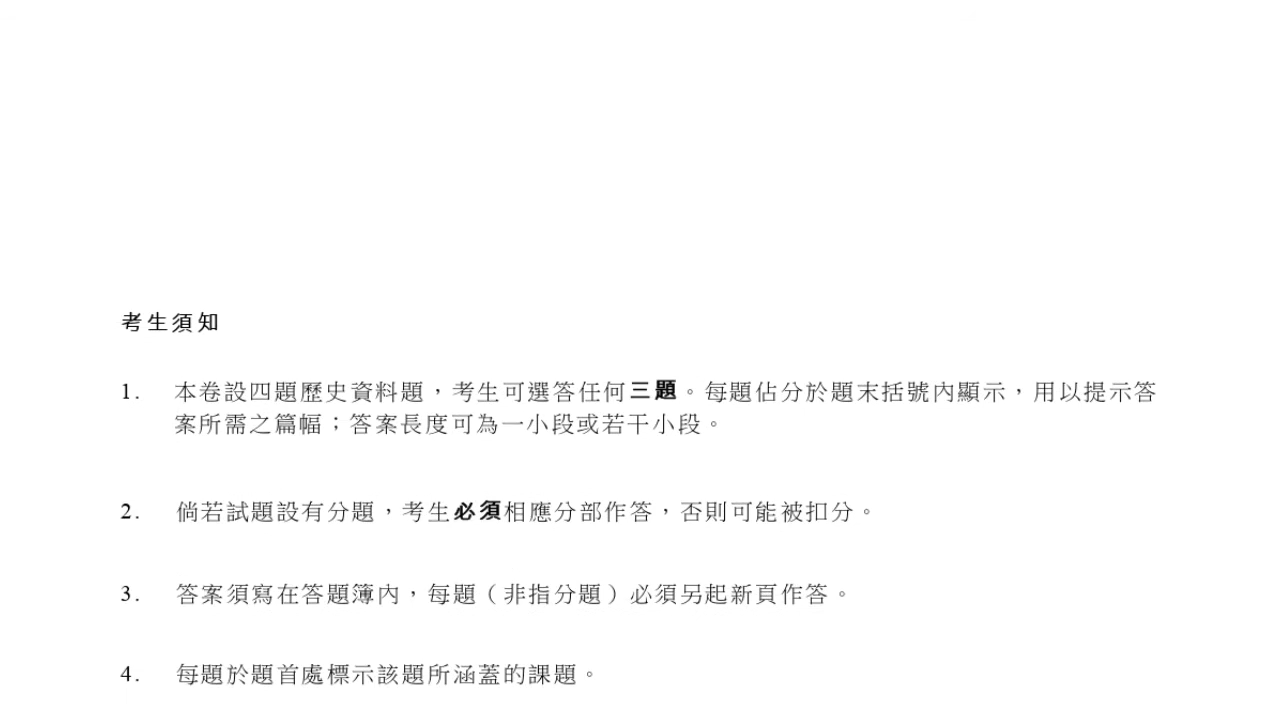 考生須知
1. 本卷設四題歷史資料題，考生可選答任何三題。每題佔分於題末括號內顯示，用以提示答
案所需之篇幅；答案長度可為一小段或若干小段。
2. 倘若試題設有分題，考生必須相應分部作答，否則可能被扣分。
3. 答案須寫在答題簿內，每題（非指分題）必須另起新頁作答。
4. 每題於題首處標示該題所涵蓋的課題。